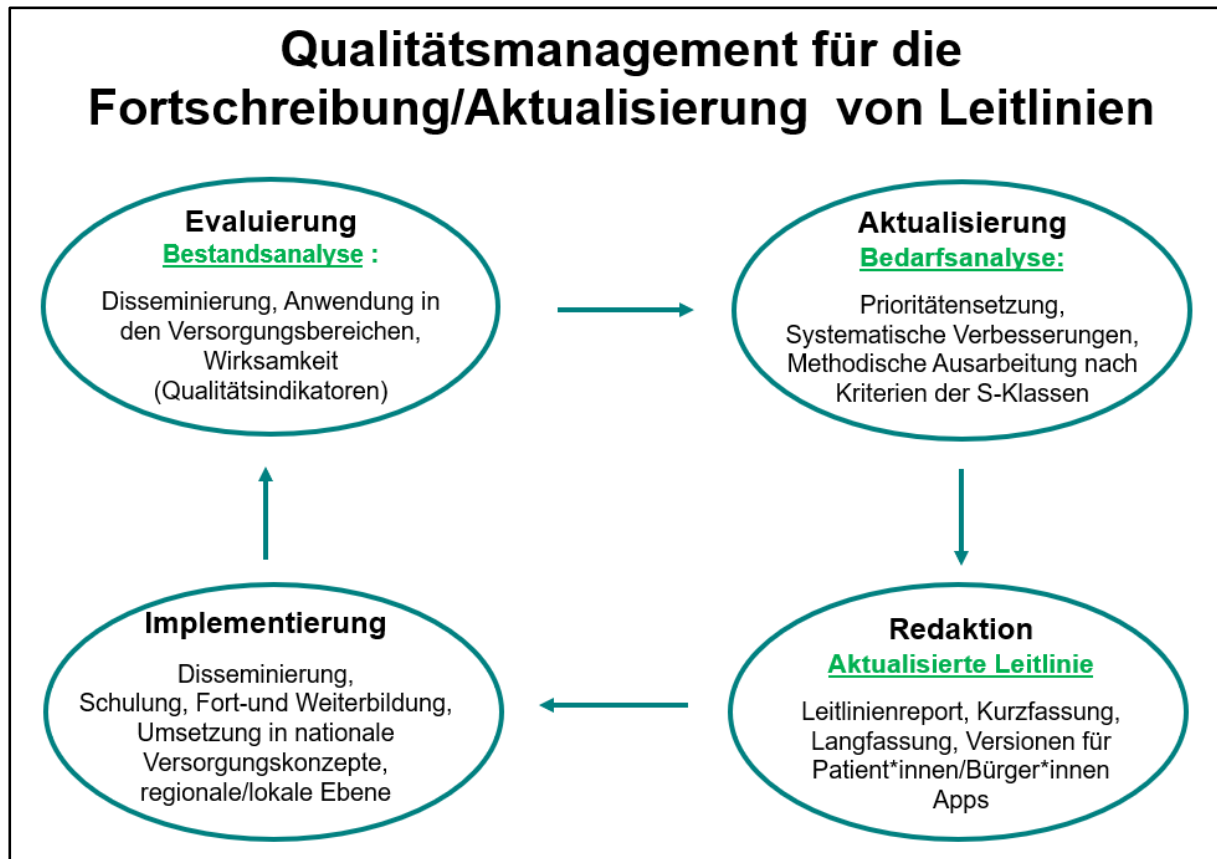 Qualitätsmanagement für die
Fortschreibung/Aktualisierung von Leitlinien
Evaluierung
Bestandsanalyse :
Disseminierung, Anwendung in
den Versorgungsbereichen,
Wirksamkeit
(Qualitätsindikatoren)
Aktualisierung
Bedarfsanalyse:
Prioritätensetzung,
Systematische Verbesserungen,
Methodische Ausarbeitung nach
Kriterien der S-Klassen
Implementierung
Disseminierung,
Schulung, Fort-und Weiterbildung,
Umsetzung in nationale
Versorgungskonzepte,
regionale/lokale Ebene
Redaktion
Aktualisierte Leitlinie
Leitlinienreport, Kurzfassung,
Langfassung, Versionen für
Patient*innen/Bürger*innen
Apps